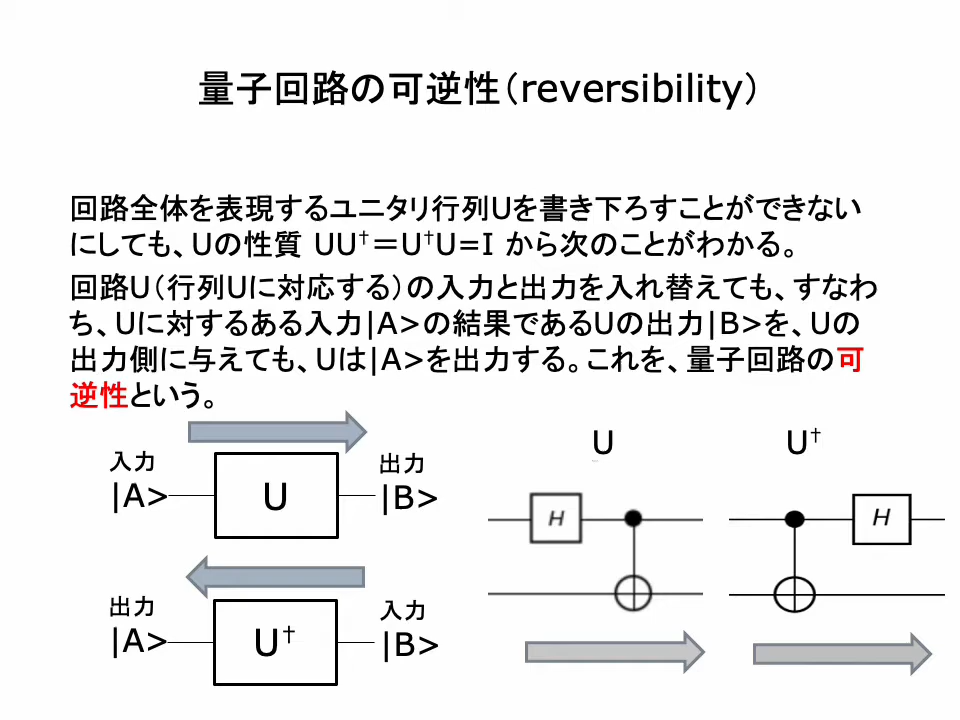 量子回路の可逆性（reversibility）
回路全体を表現するユニタリ行列Uを書き下ろすことができない
にしても、Uの性質 UU†＝U†U=I から次のことがわかる。
回路U（行列Uに対応する）の入力と出力を入れ替えても、すなわ
ち、Uに対するある入力|A>の結果であるUの出力|B>を、Uの
出力側に与えても、Uは|A>を出力する。これを、量子回路の可
逆性という。
入力
|A>
U
出力
|B>
出力
|A>
U†
入力
|B>
U
H
U†
H